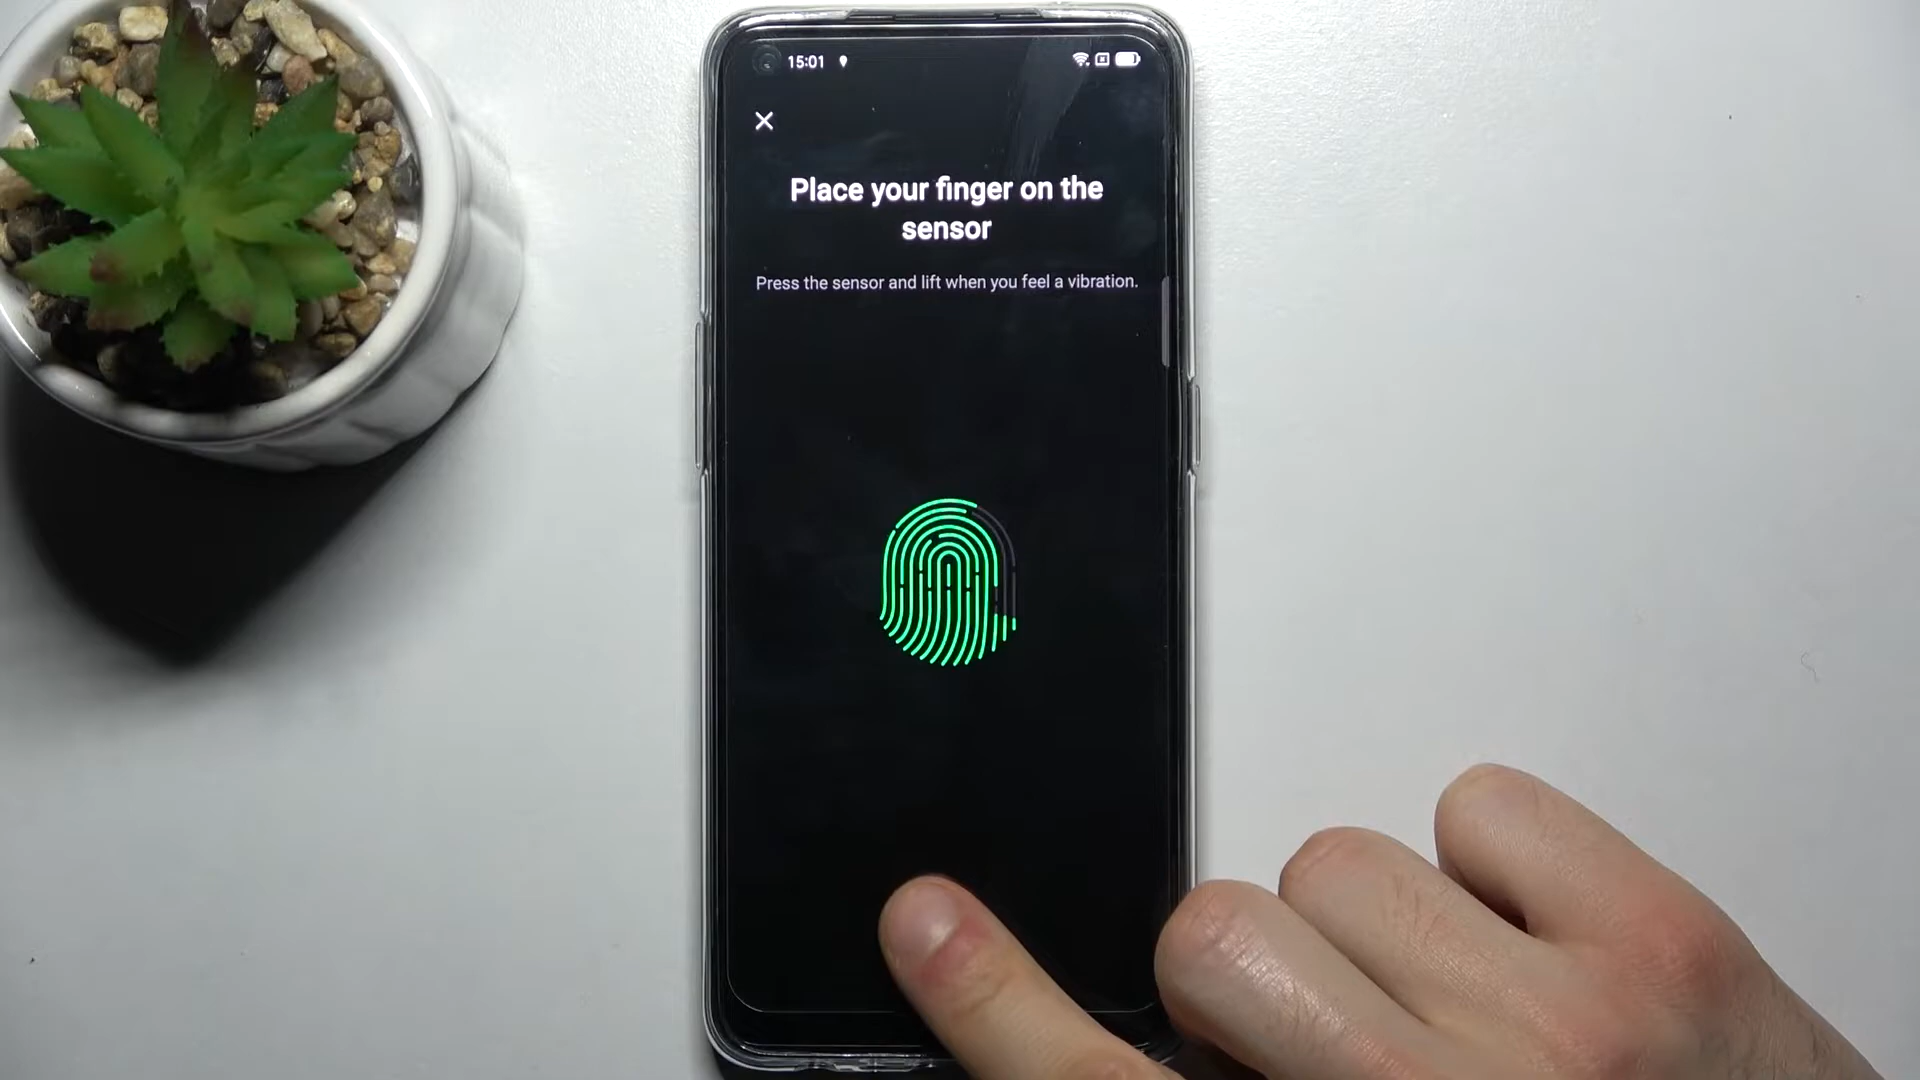 15:01
Place your finger on the
sensor
Press the sensor and lift when you feel a vibration.